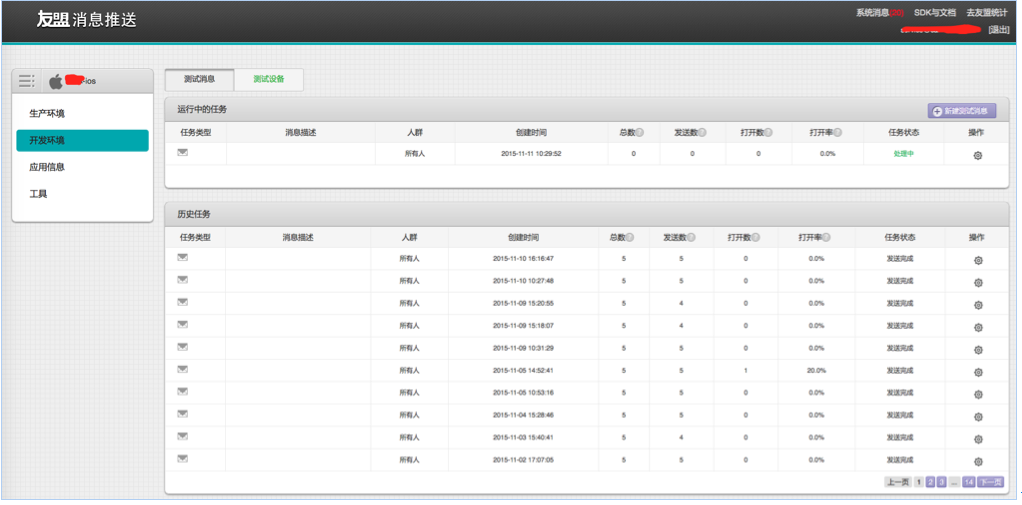 友盟 消息推送
系统消息(20) SDK与文档 去友盟统计
[退出]
-ios
生产环境
开发环境
应用信息
工具
测试消息 测试设备
运行中的任务 新建测试消息
任务类型 消息描述 人群 创建时间 总数 发送数 打开数 打开率 任务状态 操作
所有人 2015-11-11 10:29:52 0 0 0 0.0% 处理中
历史任务
任务类型 消息描述 人群 创建时间 总数 发送数 打开数 打开率 任务状态 操作
所有人 2015-11-10 16:16:47 5 5 0 0.0% 发送完成
所有人 2015-11-10 10:27:48 5 5 0 0.0% 发送完成
所有人 2015-11-09 15:20:55 5 4 0 0.0% 发送完成
所有人 2015-11-09 15:18:07 5 4 0 0.0% 发送完成
所有人 2015-11-09 10:31:29 5 5 0 0.0% 发送完成
所有人 2015-11-05 14:52:41 5 5 1 20.0% 发送完成
所有人 2015-11-05 10:53:16 5 5 0 0.0% 发送完成
所有人 2015-11-04 15:28:46 5 5 0 0.0% 发送完成
所有人 2015-11-03 15:40:41 5 4 0 0.0% 发送完成
所有人 2015-11-02 17:07:05 5 5 0 0.0% 发送完成
上一页 1 2 3 ... 14 下一页